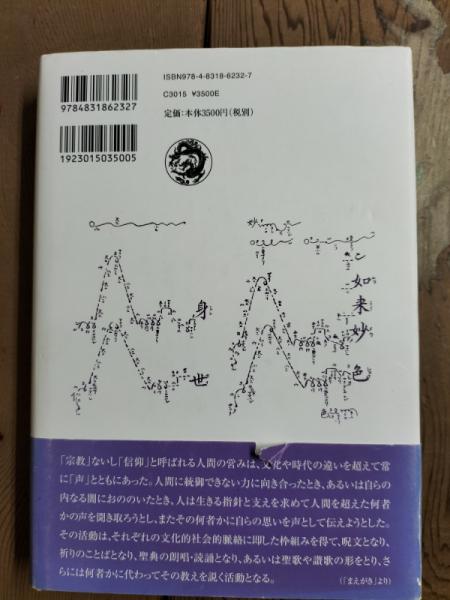 ISBN978-4-8318-6232-7
C3015 ¥3500E
定価：本体3500円（税別）
9784831862327
1923015035005
妙
如来妙色
身
世
「宗教」ないし「信仰」と呼ばれる人間の営みは、文化や時代の違いを超えて常
に「声」とともにあった。人間に統御できない力に向き合ったとき、あるいは自らの
内なる闇におののいたとき、人は生きる指針と支えを求めて人間を超えた何者
かの声を聞き取ろうとし、またその何者かに自らの思いを声として伝えようとした。
その活動は、それぞれの文化的社会的脈絡に即した枠組みを得て、呪文となり、
祈りのことばとなり、聖典の朗唱・読誦となり、あるいは聖歌や讃歌の形をとり、さ
らには何者かに代わってその教えを説く活動となる。
（「まえがき」より）